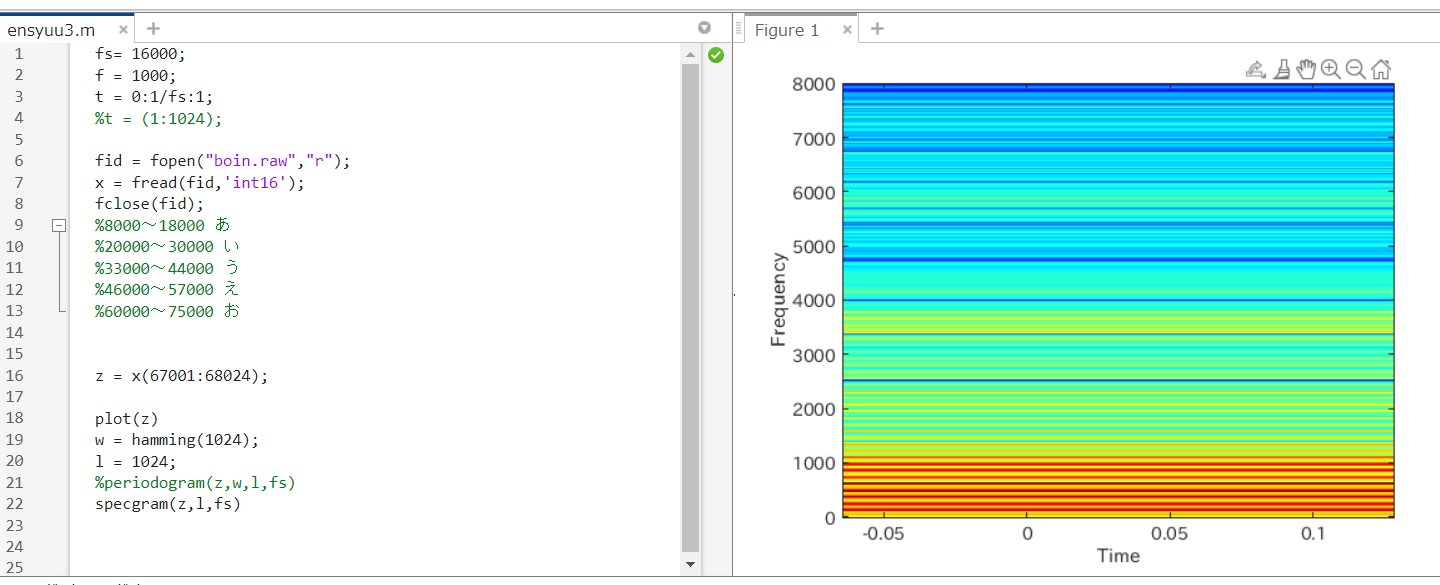 ensyuu3.m
Figure 1
1 fs= 16000;
2 f = 1000;
3 t = 0:1/fs:1;
4 %t = (1:1024);
5
6 fid = fopen("boin.raw","r");
7 x = fread(fid,'int16');
8 fclose(fid);
9 %8000～18000 あ
10 %20000～30000 い
11 %33000～44000 う
12 %46000～57000 え
13 %60000～75000 お
14
15
16 z = x(67001:68024);
17
18 plot(z)
19 w = hamming(1024);
20 l = 1024;
21 %periodogram(z,w,l,fs)
22 specgram(z,l,fs)
23
24
25
8000
7000
6000
5000
4000
3000
2000
1000
0
Frequency
-0.05 0 0.05 0.1
Time